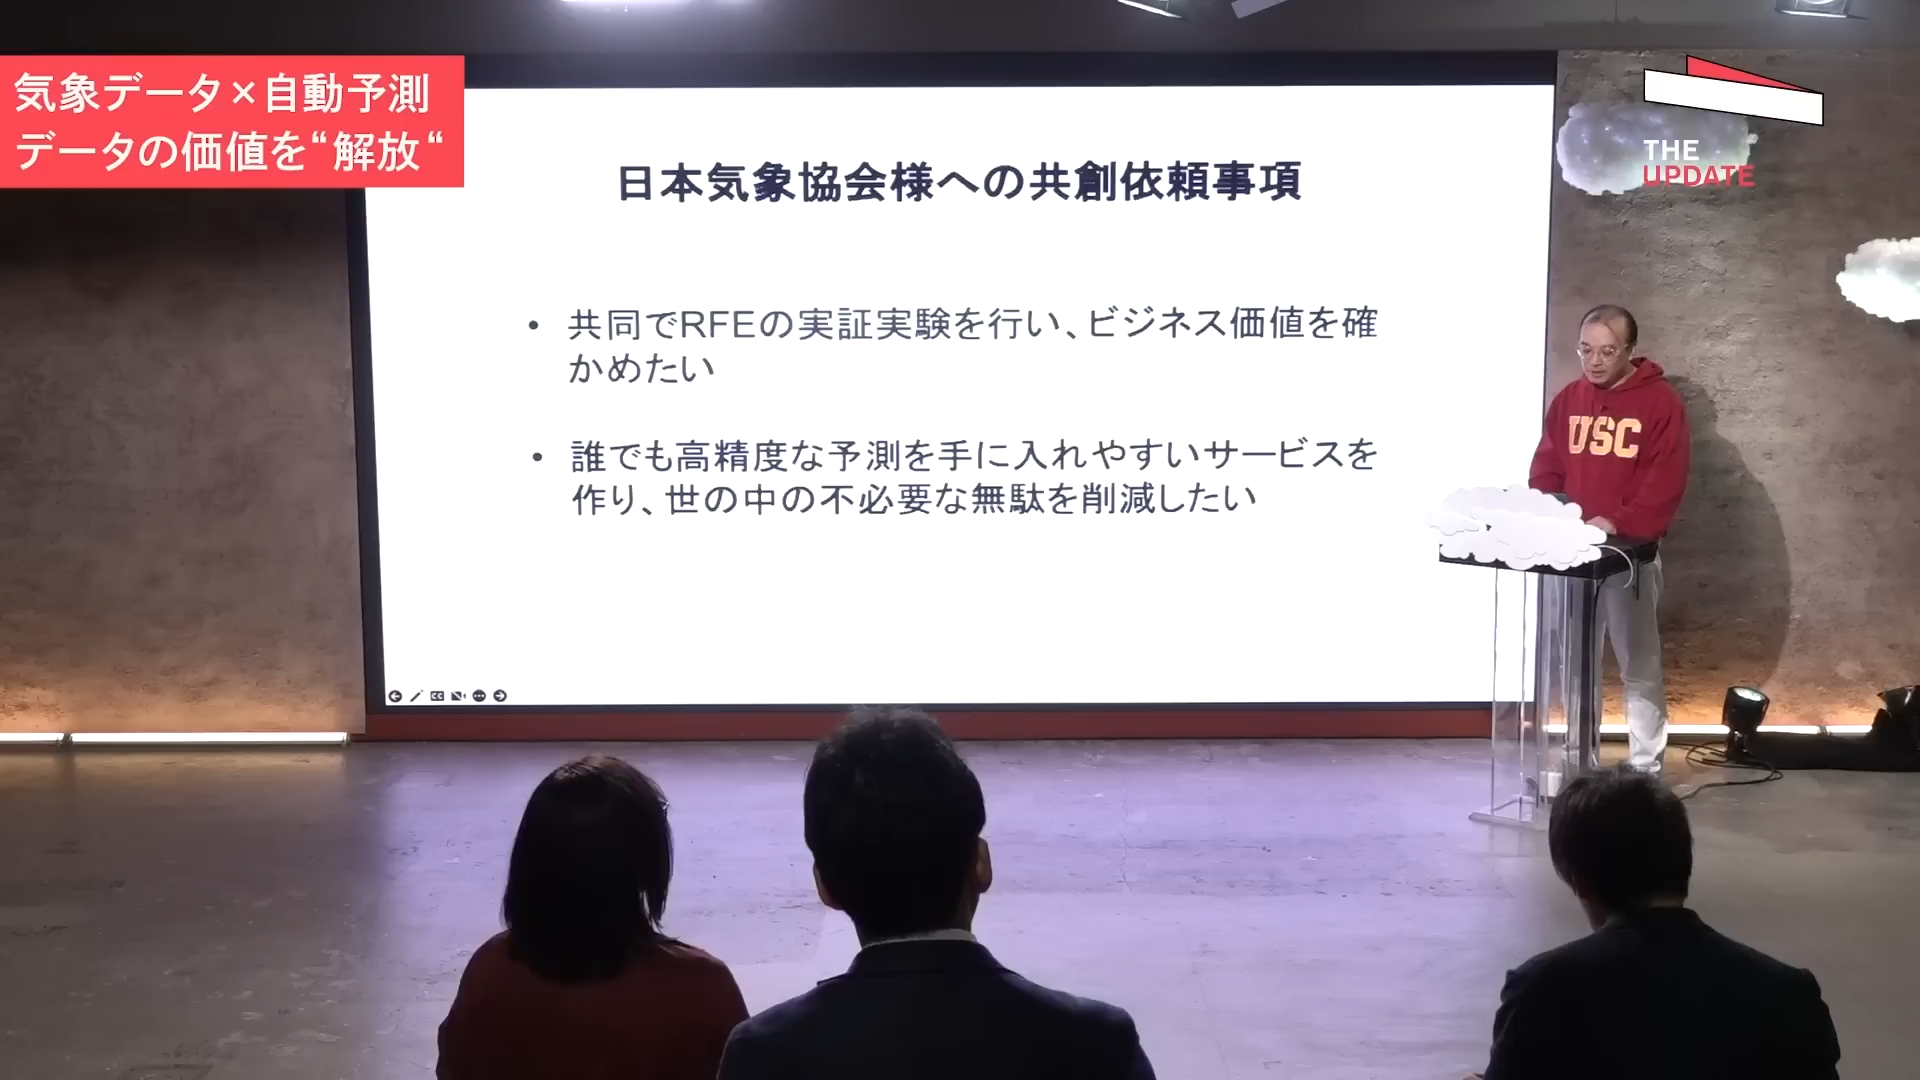 気象データ×自動予測
データの価値を“解放“
THE
UPDATE
日本気象協会様への共創依頼事項
• 共同でRFEの実証実験を行い、ビジネス価値を確
かめたい
• 誰でも高精度な予測を手に入れやすいサービスを
作り、世の中の不必要な無駄を削減したい
USC